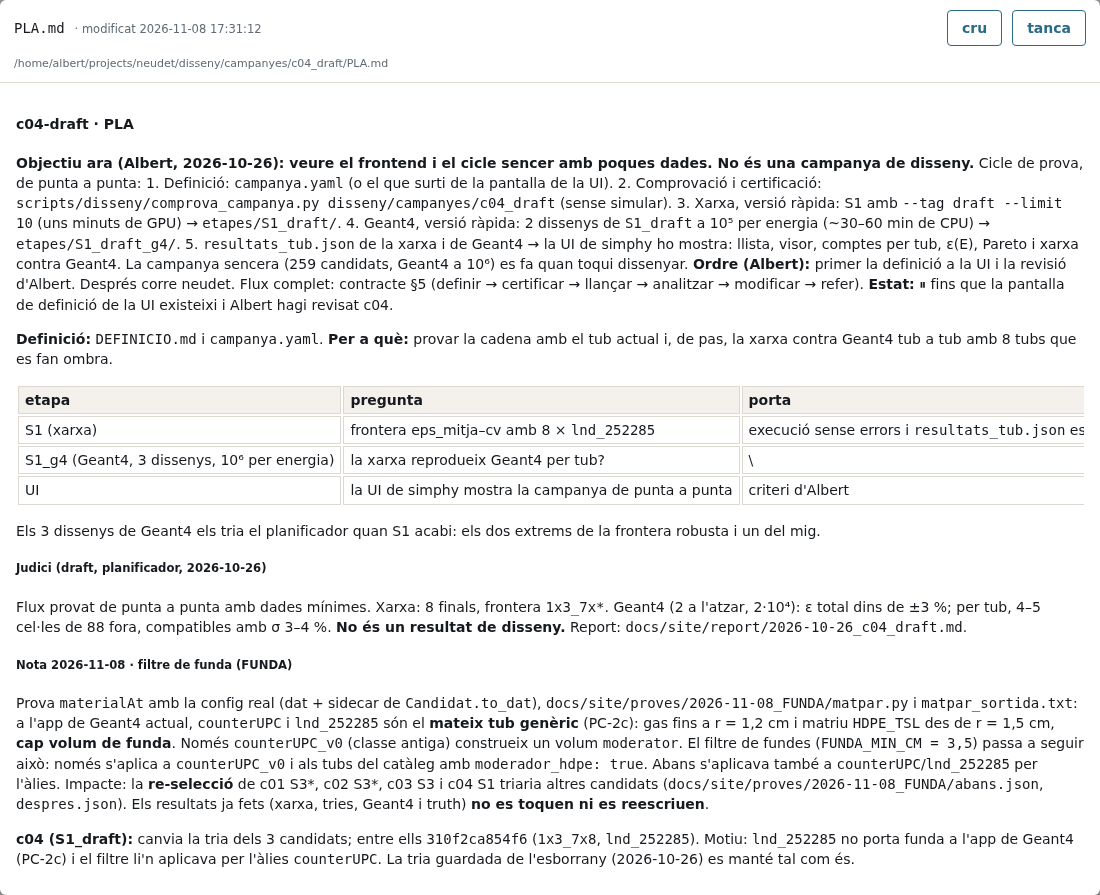 PLA.md · modificat 2026-11-08 17:31:12
cru
tanca
/home/albert/projects/neudet/disseny/campanyes/c04_draft/PLA.md
c04-draft · PLA
Objectiu ara (Albert, 2026-10-26): veure el frontend i el cicle sencer amb poques dades. No és una campanya de disseny. Cicle de prova,
de punta a punta: 1. Definició: campanya.yaml (o el que surti de la pantalla de la UI). 2. Comprovació i certificació:
scripts/disseny/comprova_campanya.py disseny/campanyes/c04_draft (sense simular). 3. Xarxa, versió ràpida: S1 amb --tag draft --limit
10 (uns minuts de GPU) → etapes/S1_draft/. 4. Geant4, versió ràpida: 2 dissenys de S1_draft a 10⁵ per energia (~30–60 min de CPU) →
etapes/S1_draft_g4/. 5. resultats_tub.json de la xarxa i de Geant4 → la UI de simphy ho mostra: llista, visor, comptes per tub, ε(E), Pareto i xarxa
contra Geant4. La campanya sencera (259 candidats, Geant4 a 10⁶) es fa quan toqui dissenyar. Ordre (Albert): primer la definició a la UI i la revisió
d'Albert. Després corre neudet. Flux complet: contracte §5 (definir → certificar → llançar → analitzar → modificar → refer). Estat: ⏸ fins que la pantalla
de definició de la UI existeixi i Albert hagi revisat c04.
Definició: DEFINICIO.md i campanya.yaml. Per a què: provar la cadena amb el tub actual i, de pas, la xarxa contra Geant4 tub a tub amb 8 tubs que
es fan ombra.
etapa pregunta porta
S1 (xarxa) frontera eps_mitja–cv amb 8 × lnd_252285 execució sense errors i resultats_tub.json es
S1_g4 (Geant4, 3 dissenys, 10⁶ per energia) la xarxa reprodueix Geant4 per tub? \
UI la UI de simphy mostra la campanya de punta a punta criteri d'Albert
Els 3 dissenys de Geant4 els tria el planificador quan S1 acabi: els dos extrems de la frontera robusta i un del mig.
Judici (draft, planificador, 2026-10-26)
Flux provat de punta a punta amb dades mínimes. Xarxa: 8 finals, frontera 1x3_7x*. Geant4 (2 a l'atzar, 2·10⁴): ε total dins de ±3 %; per tub, 4–5
cel·les de 88 fora, compatibles amb σ 3–4 %. No és un resultat de disseny. Report: docs/site/report/2026-10-26_c04_draft.md.
Nota 2026-11-08 · filtre de funda (FUNDA)
Prova materialAt amb la config real (dat + sidecar de Candidat.to_dat), docs/site/proves/2026-11-08_FUNDA/matpar.py i matpar_sortida.txt:
a l'app de Geant4 actual, counterUPC i lnd_252285 són el mateix tub genèric (PC-2c): gas fins a r = 1,2 cm i matriu HDPE_TSL des de r = 1,5 cm,
cap volum de funda. Només counterUPC_v0 (classe antiga) construeix un volum moderator. El filtre de fundes (FUNDA_MIN_CM = 3,5) passa a seguir
això: només s'aplica a counterUPC_v0 i als tubs del catàleg amb moderador_hdpe: true. Abans s'aplicava també a counterUPC/lnd_252285 per
l'àlies. Impacte: la re-selecció de c01 S3*, c02 S3*, c03 S3 i c04 S1 triaria altres candidats (docs/site/proves/2026-11-08_FUNDA/abans.json,
despres.json). Els resultats ja fets (xarxa, tries, Geant4 i truth) no es toquen ni es reescriuen.
c04 (S1_draft): canvia la tria dels 3 candidats; entre ells 310f2ca854f6 (1x3_7x8, lnd_252285). Motiu: lnd_252285 no porta funda a l'app de Geant4
(PC-2c) i el filtre li'n aplicava per l'àlies counterUPC. La tria guardada de l'esborrany (2026-10-26) es manté tal com és.